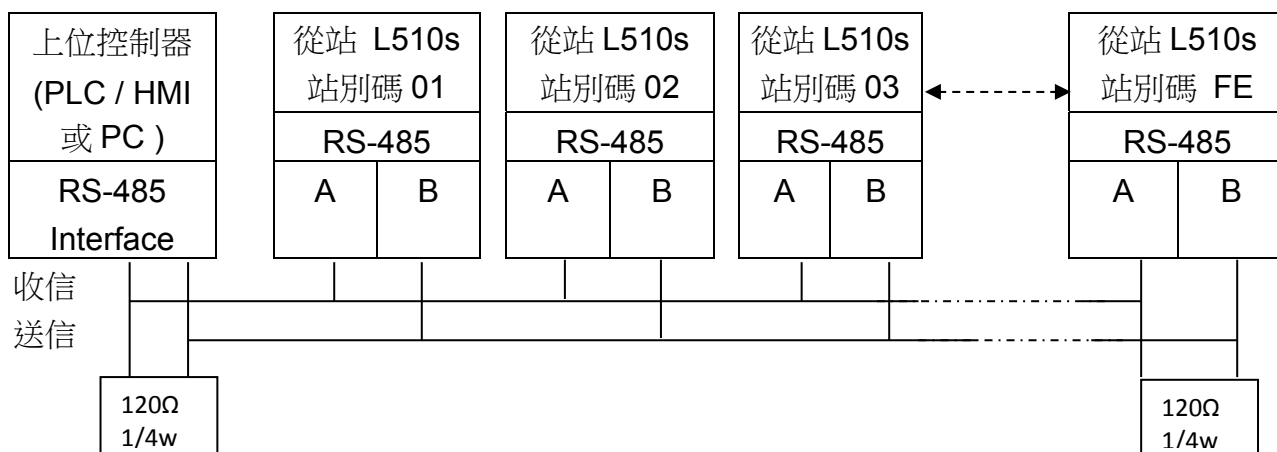 上位控制器
(PLC / HMI
或 PC )
RS-485
Interface
從站 L510s
站別碼 01
RS-485
A B
從站 L510s
站別碼 02
RS-485
A B
從站 L510s
站別碼 03
RS-485
A B
從站 L510s
站別碼 FE
RS-485
A B
收信
送信
120Ω
1/4w
120Ω
1/4w